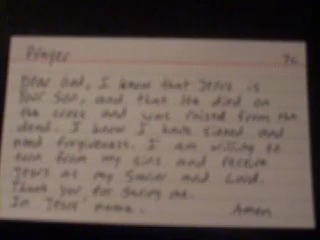 Prayer 7c
Dear God, I know that Jesus is
Your Son, and that He died on
the cross and was raised from the
dead. I know I have sinned and
need forgiveness. I am willing to
turn from my sins and receive
Jesus as my Savior and Lord.
Thank you for saving me.
In Jesus' name. Amen